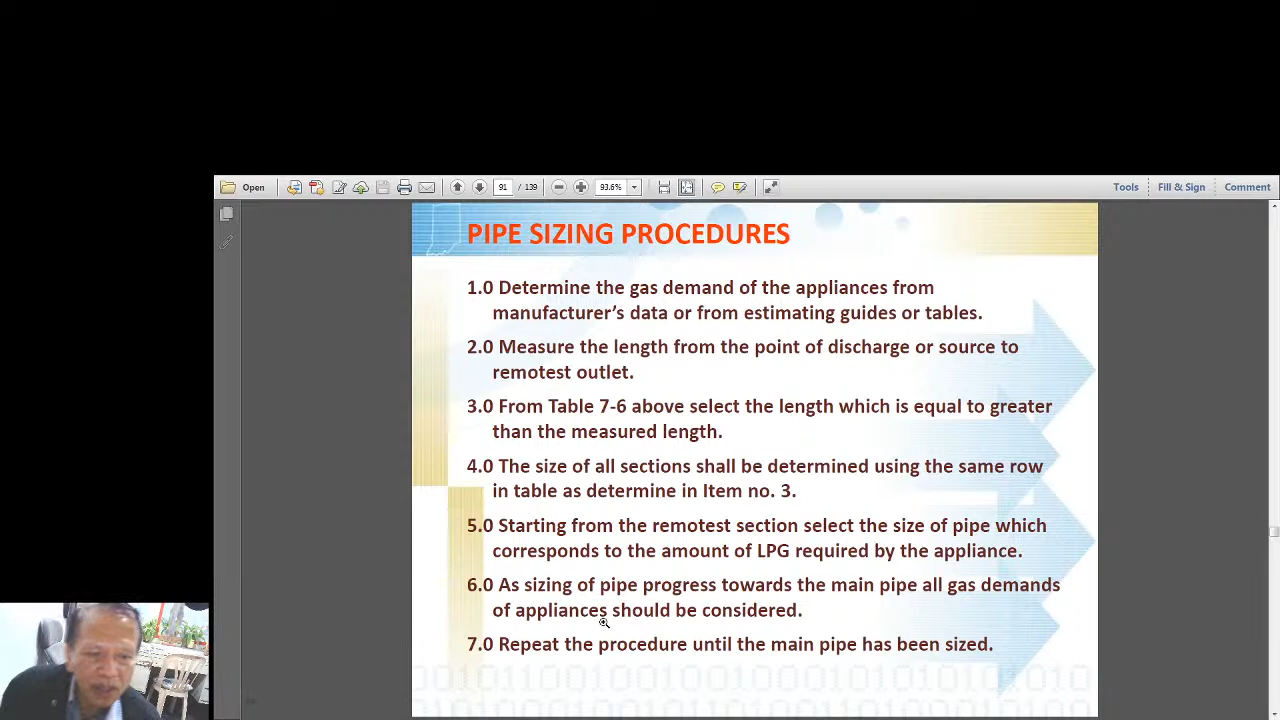 Open
91
/ 139
93.6%
Tools
Fill & Sign
Comment
PIPE SIZING PROCEDURES
1.0 Determine the gas demand of the appliances from
manufacturer's data or from estimating guides or tables.
2.0 Measure the length from the point of discharge or source to
remotest outlet.
3.0 From Table 7-6 above select the length which is equal to greater
than the measured length.
4.0 The size of all sections shall be determined using the same row
in table as determine in Item no. 3.
5.0 Starting from the remotest section select the size of pipe which
corresponds to the amount of LPG required by the appliance.
6.0 As sizing of pipe progress towards the main pipe all gas demands
of appliances should be considered.
7.0 Repeat the procedure until the main pipe has been sized.